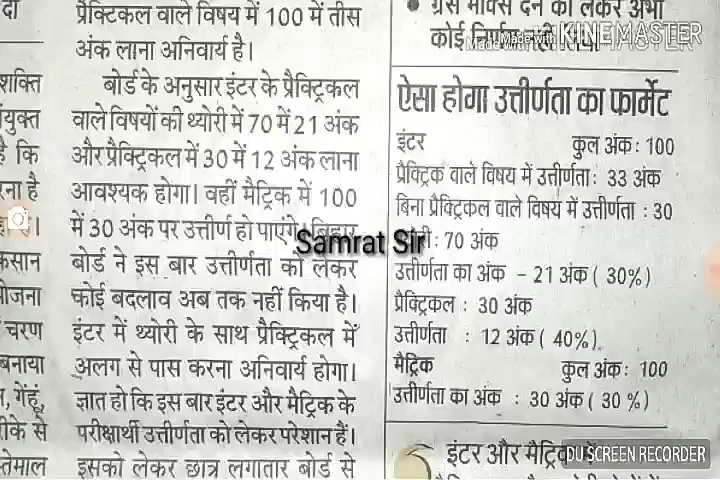 दा
शक्ति
युक्त
है कि
रना है
कसान
ोजना
चरण
बनाया
, गेंहूं,
रीके से
स्तेमाल
प्रैक्टिकल वाले विषय में 100 में तीस
अंक लाना अनिवार्य है।
बोर्ड के अनुसार इंटर के प्रैक्ट्रिकल
वाले विषयों की थ्योरी में 70 में 21 अंक
और प्रैक्ट्रिकल में 30 में 12 अंक लाना
आवश्यक होगा। वहीं मैट्रिक में 100
में 30 अंक पर उत्तीर्ण हो पाएंगे। बिहार
बोर्ड ने इस बार उत्तीर्णता को लेकर
कोई बदलाव अब तक नहीं किया है।
इंटर में थ्योरी के साथ प्रैक्ट्रिकल में
अलग से पास करना अनिवार्य होगा।
ज्ञात हो कि इस बार इंटर और मैट्रिक के
परीक्षार्थी उत्तीर्णता को लेकर परेशान हैं।
इसको लेकर छात्र लगातार बोर्ड से
Samrat Sir
• ग्रेस मार्क्स देने को लेकर अभी
कोई
Made with KINEMASTER
ऐसा होगा उत्तीर्णता का फार्मेट
इंटर कुल अंक: 100
प्रैक्ट्रिक वाले विषय में उत्तीर्णता : 33 अंक
बिना प्रैक्ट्रिकल वाले विषय में उत्तीर्णता : 30
: 70 अंक
उत्तीर्णता का अंक - 21 अंक ( 30%)
प्रैक्ट्रिकल : 30 अंक
उत्तीर्णता : 12 अंक ( 40%)
मैट्रिक कुल अंक: 100
उत्तीर्णता का अंक : 30 अंक ( 30 %)
इंटर और मैट्रिक में
DU SCREEN RECORDER